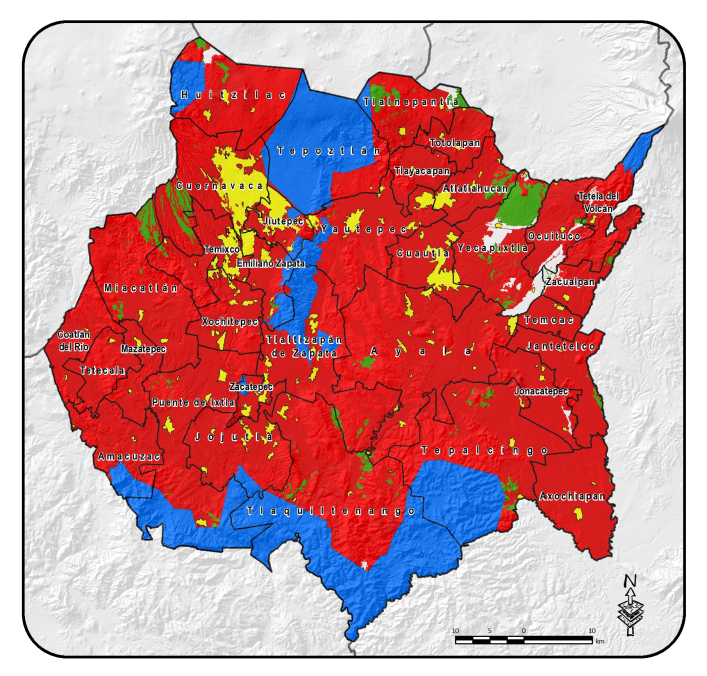 Huitzilac
Tlalnepantla
Tepoztlán
Totolapan
Tlayacapan
Cuernavaca
Atlatlahucan
Tetela del
Volcán
Jiutepec
Yautepec
Ocuituco
Temixco
Cuautla
Yecapixtla
Emiliano Zapata
Zacualpan
Miacatlán
Xochitepec
Temoac
Coatlán
del Río
Mazatepec
Tlaltizapán
de Zapata
Ayala
Jantetelco
Tetecala
Zacatepec
Jonacatepec
Puente de Ixtla
Jojutla
Tepalcingo
Amacuzac
Axochiapan
Tlaquiltenango
N
10 5 0 10
km